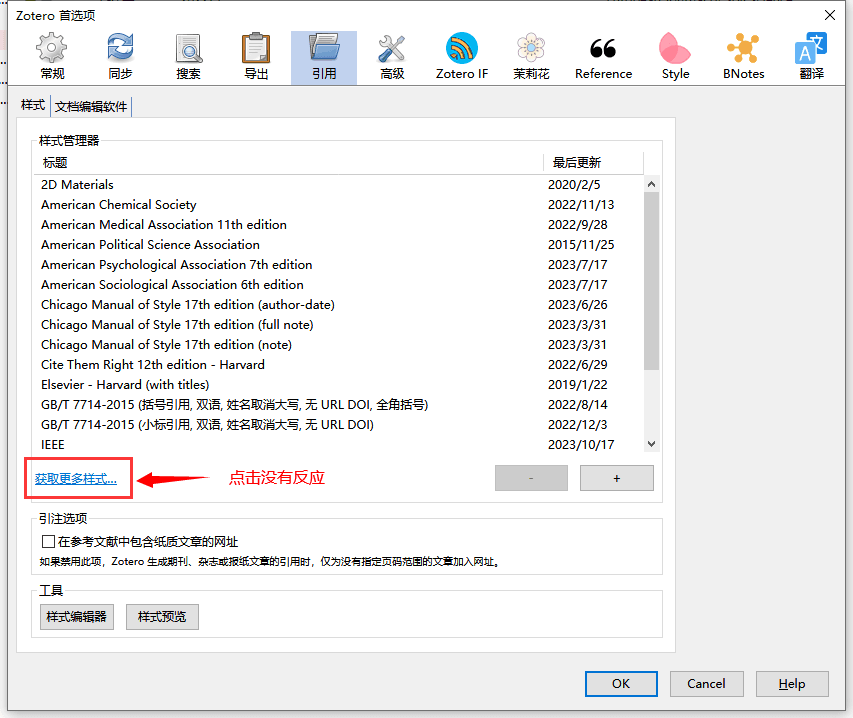 Zotero 首选项
常规 同步 搜索 导出 引用 高级 Zotero IF 茉莉花 Reference Style BNotes 翻译
样式 文档编辑软件
样式管理器
标题 最后更新
2D Materials 2020/2/5
American Chemical Society 2022/11/13
American Medical Association 11th edition 2022/9/28
American Political Science Association 2015/11/25
American Psychological Association 7th edition 2023/7/17
American Sociological Association 6th edition 2023/7/17
Chicago Manual of Style 17th edition (author-date) 2023/6/26
Chicago Manual of Style 17th edition (full note) 2023/3/31
Chicago Manual of Style 17th edition (note) 2023/3/31
Cite Them Right 12th edition - Harvard 2022/6/29
Elsevier - Harvard (with titles) 2019/1/22
GB/T 7714-2015 (括号引用, 双语, 姓名取消大写, 无 URL DOI, 全角括号) 2022/8/14
GB/T 7714-2015 (小标引用, 双语, 姓名取消大写, 无 URL DOI) 2022/12/3
IEEE 2023/10/17
获取更多样式... 点击没有反应 - +
引注选项
在参考文献中包含纸质文章的网址
如果禁用此项，Zotero 生成期刊、杂志或报纸文章的引用时，仅为没有指定页码范围的文章加入网址。
工具
样式编辑器 样式预览
OK Cancel Help